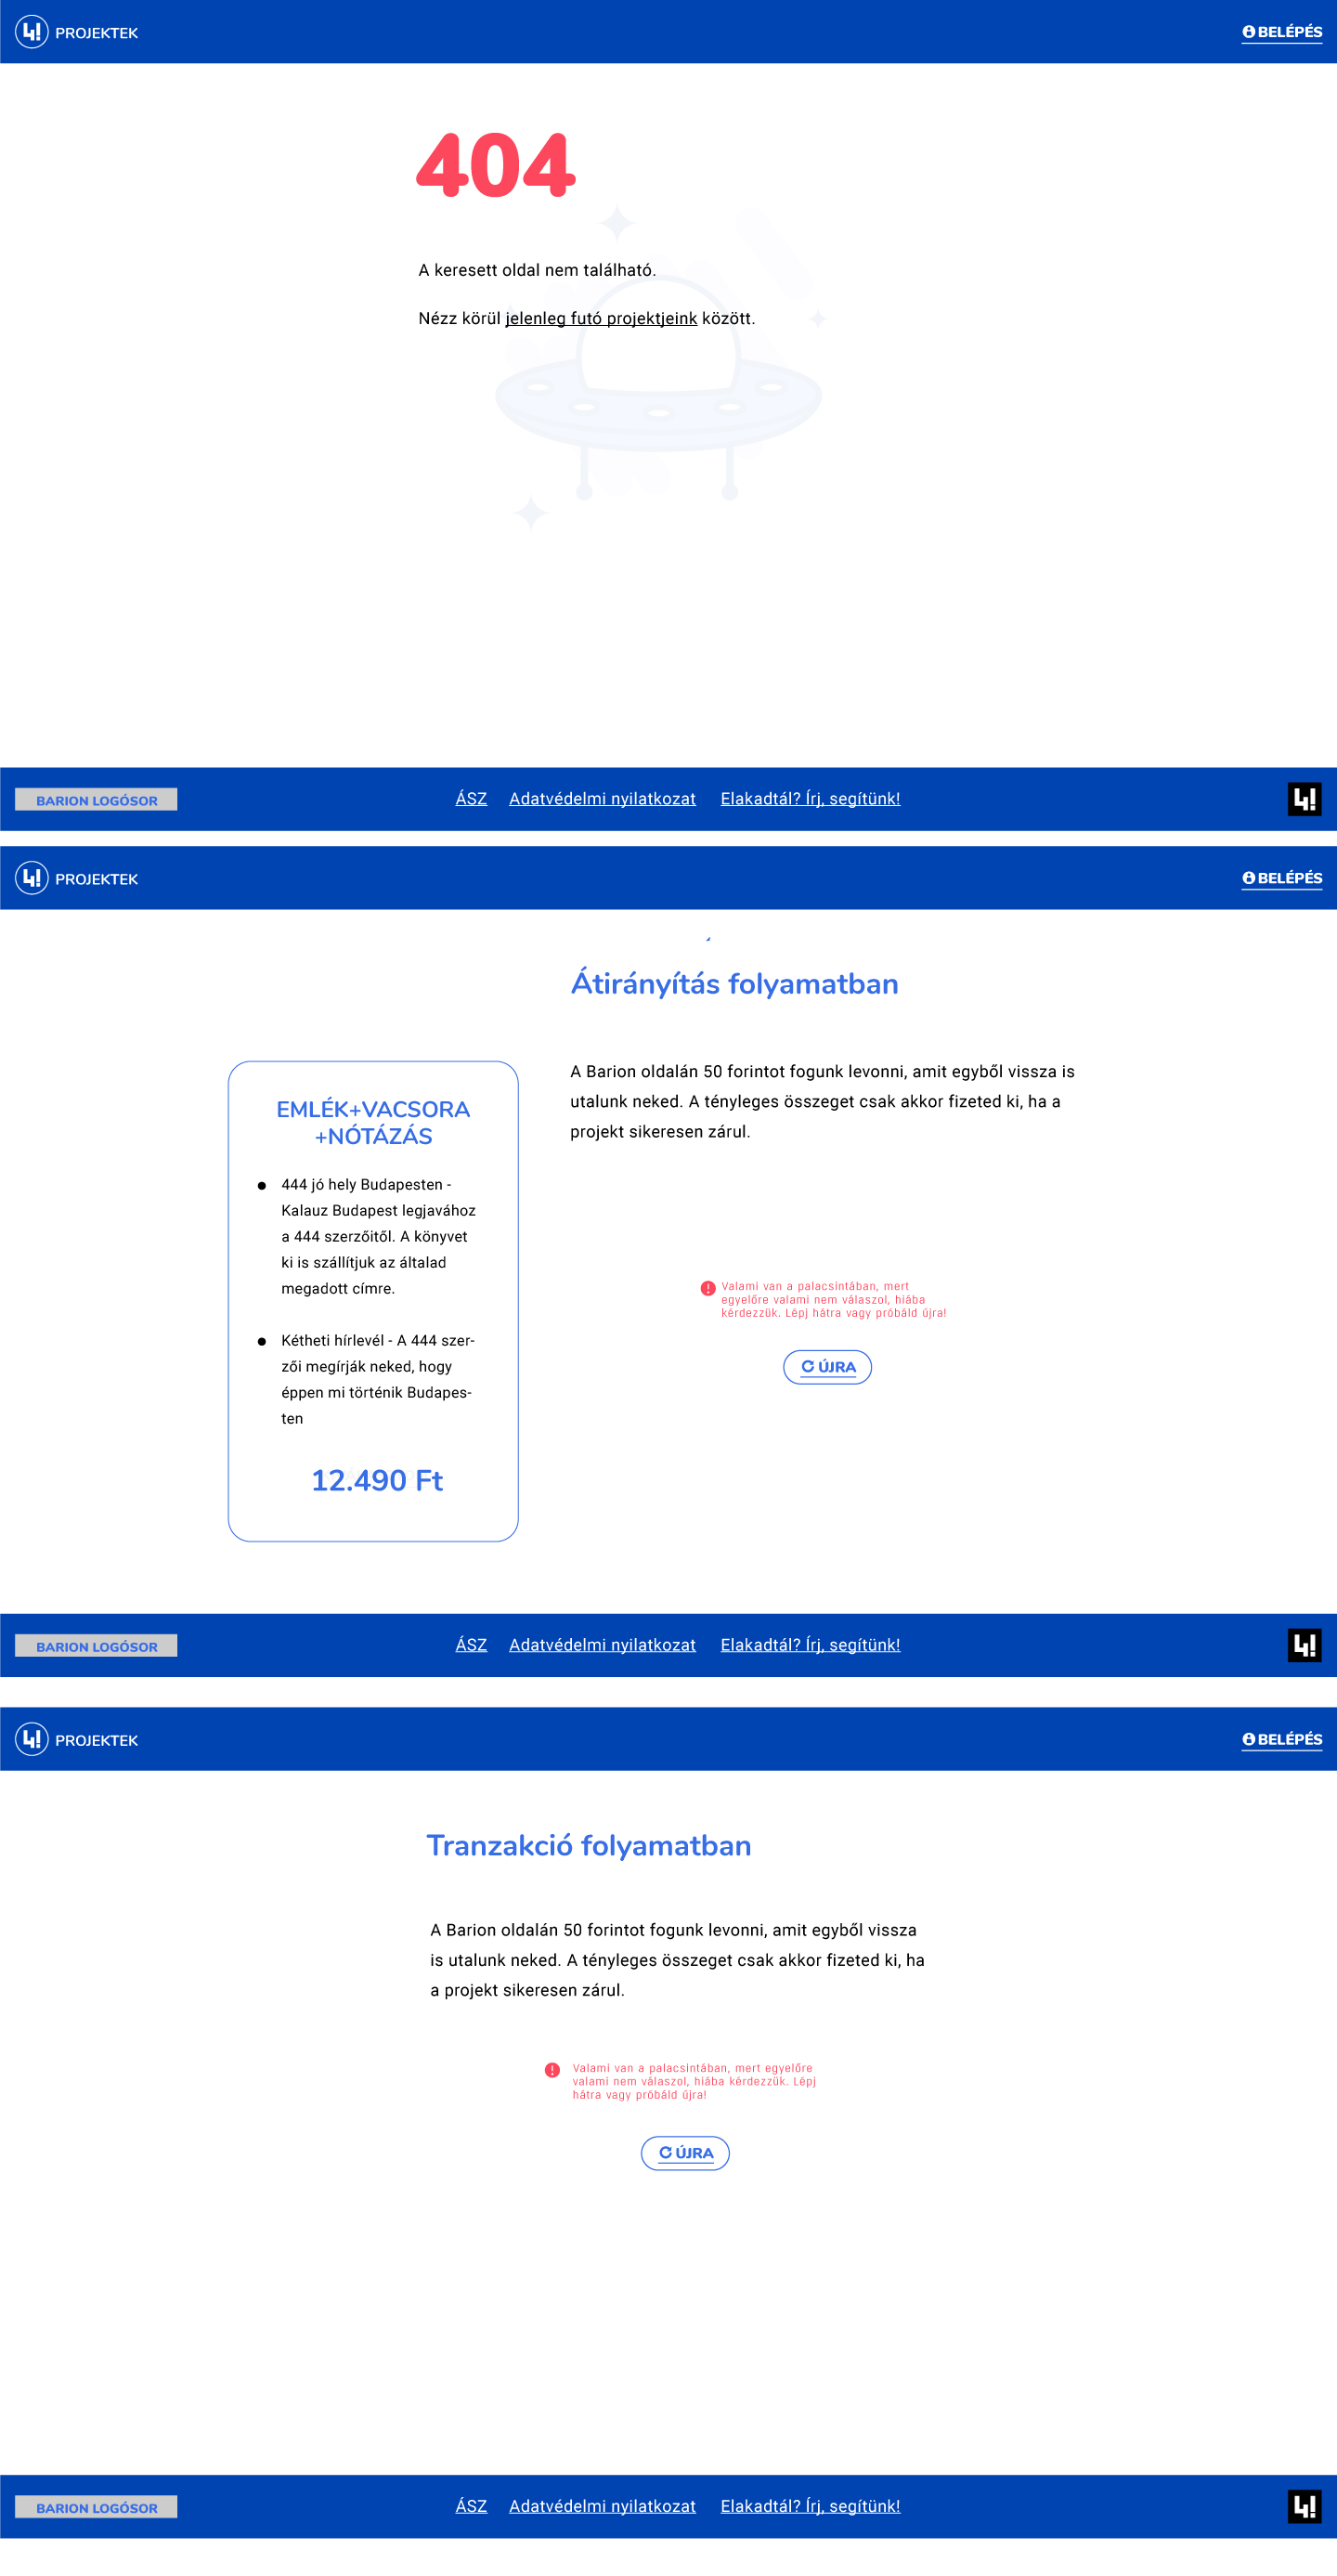 4! PROJEKTEK
BELÉPÉS
404
A keresett oldal nem található.
Nézz körül jelenleg futó projektjeink között.
BARION LOGÓSOR
ÁSZ Adatvédelmi nyilatkozat Elakadtál? Írj, segítünk!
4!
4! PROJEKTEK
BELÉPÉS
Átirányítás folyamatban
EMLÉK+VACSORA
+NÓTÁZÁS
444 jó hely Budapesten -
Kalauz Budapest legjavához
a 444 szerzőitől. A könyvet
ki is szállítjuk az általad
megadott címre.
Kétheti hírlevél - A 444 szer-
zői megírják neked, hogy
éppen mi történik Budapes-
ten
12.490 Ft
A Barion oldalán 50 forintot fogunk levonni, amit egyből vissza is
utalunk neked. A tényleges összeget csak akkor fizeted ki, ha a
projekt sikeresen zárul.
Valami van a palacsintában, mert
egyelőre valami nem válaszol, hiába
kérdezzük. Lépj hátra vagy próbáld újra!
ÚJRA
BARION LOGÓSOR
ÁSZ Adatvédelmi nyilatkozat Elakadtál? Írj, segítünk!
4!
4! PROJEKTEK
BELÉPÉS
Tranzakció folyamatban
A Barion oldalán 50 forintot fogunk levonni, amit egyből vissza
is utalunk neked. A tényleges összeget csak akkor fizeted ki, ha
a projekt sikeresen zárul.
Valami van a palacsintában, mert egyelőre
valami nem válaszol, hiába kérdezzük. Lépj
hátra vagy próbáld újra!
ÚJRA
BARION LOGÓSOR
ÁSZ Adatvédelmi nyilatkozat Elakadtál? Írj, segítünk!
4!